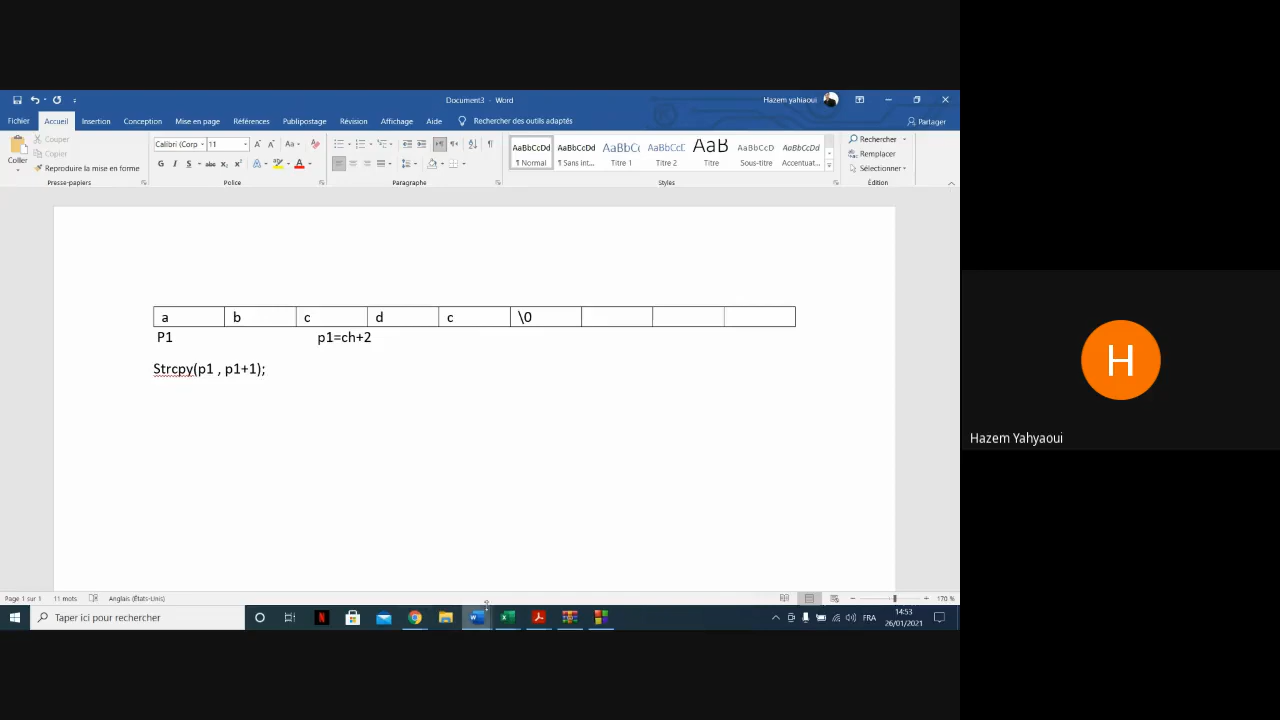 Document3 - Word
Hazem yahiaoui
Fichier Accueil Insertion Conception Mise en page Références Publipostage Révision Affichage Aide Rechercher des outils adaptés Partager
Coller
Couper
Copier
Reproduire la mise en forme
Presse-papiers
Calibri (Corp 11
Police
Paragraphe
AaBbCcDd AaBbCcDd AaBbCc AaBbCcE AaB AaBbCcD AaBbCcDd
¶ Normal ¶ Sans int... Titre 1 Titre 2 Titre Sous-titre Accentuat...
Styles
Rechercher
Remplacer
Sélectionner
Édition
a b c d c \0
P1 p1=ch+2
Strcpy(p1 , p1+1);
Page 1 sur 1 11 mots Anglais (États-Unis) 170 %
Taper ici pour rechercher
FRA
14:53
26/01/2021
H
Hazem Yahyaoui